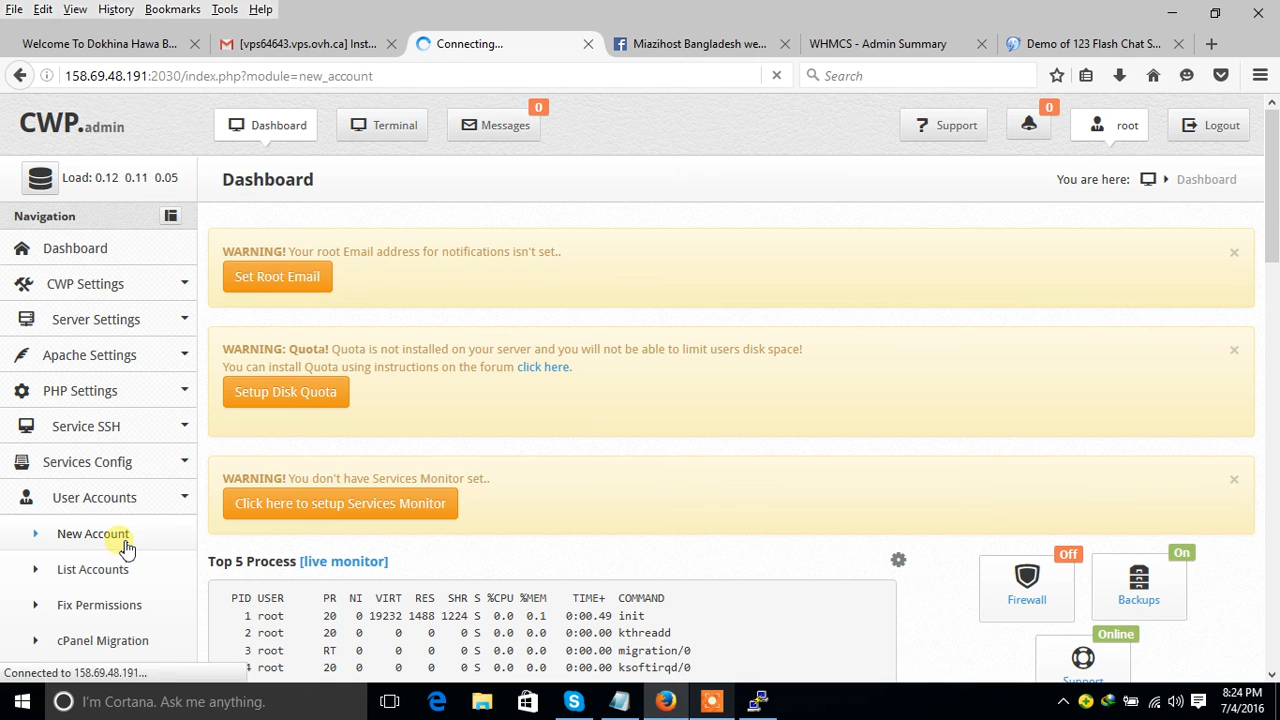 File Edit View History Bookmarks Tools Help
Welcome To Dokhina Hawa B... [vps64643.vps.ovh.ca] Inst... Connecting... Miazihost Bangladesh we... WHMCS - Admin Summary Demo of 123 Flash Chat S...
158.69.48.191:2030/index.php?module=new_account Search
CWP.admin Dashboard Terminal 0 Messages Support 0 root Logout
Load: 0.12 0.11 0.05
Dashboard You are here: Dashboard
Navigation
Dashboard
CWP Settings
Server Settings
Apache Settings
PHP Settings
Service SSH
Services Config
User Accounts
New Account
List Accounts
Fix Permissions
cPanel Migration
WARNING! Your root Email address for notifications isn't set..
Set Root Email
WARNING: Quota! Quota is not installed on your server and you will not be able to limit users disk space!
You can install Quota using instructions on the forum click here.
Setup Disk Quota
WARNING! You don't have Services Monitor set..
Click here to setup Services Monitor
Top 5 Process [live monitor]
PID USER PR NI VIRT RES SHR S %CPU %MEM TIME+ COMMAND
1 root 20 0 19232 1488 1224 S 0.0 0.1 0:00.49 init
2 root 20 0 0 0 0 S 0.0 0.0 0:00.00 kthreadd
3 root RT 0 0 0 0 S 0.0 0.0 0:00.00 migration/0
4 root 20 0 0 0 0 S 0.0 0.0 0:00.00 ksoftirqd/0
Off
Firewall
On
Backups
Online
Support
Connected to 158.69.48.191...
I'm Cortana. Ask me anything.
8:24 PM
7/4/2016